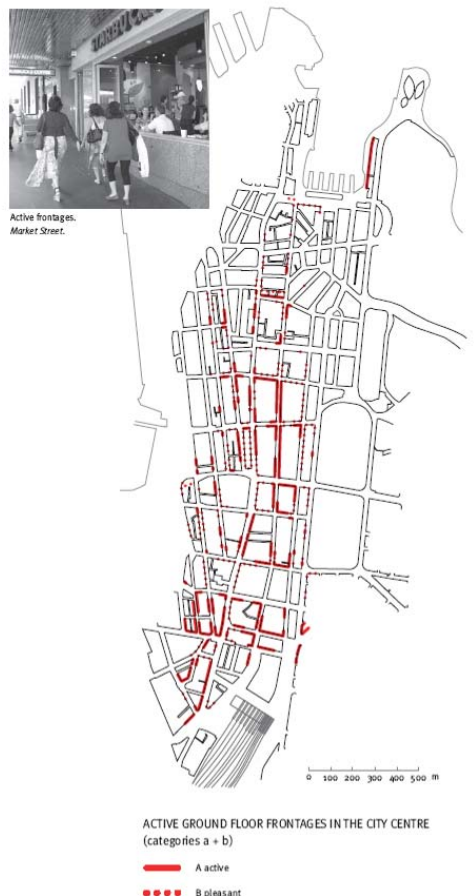 STARBUCKS
Active frontages.
Market Street.
0 100 200 300 400 500 m
ACTIVE GROUND FLOOR FRONTAGES IN THE CITY CENTRE
(categories a + b)
A active
B pleasant